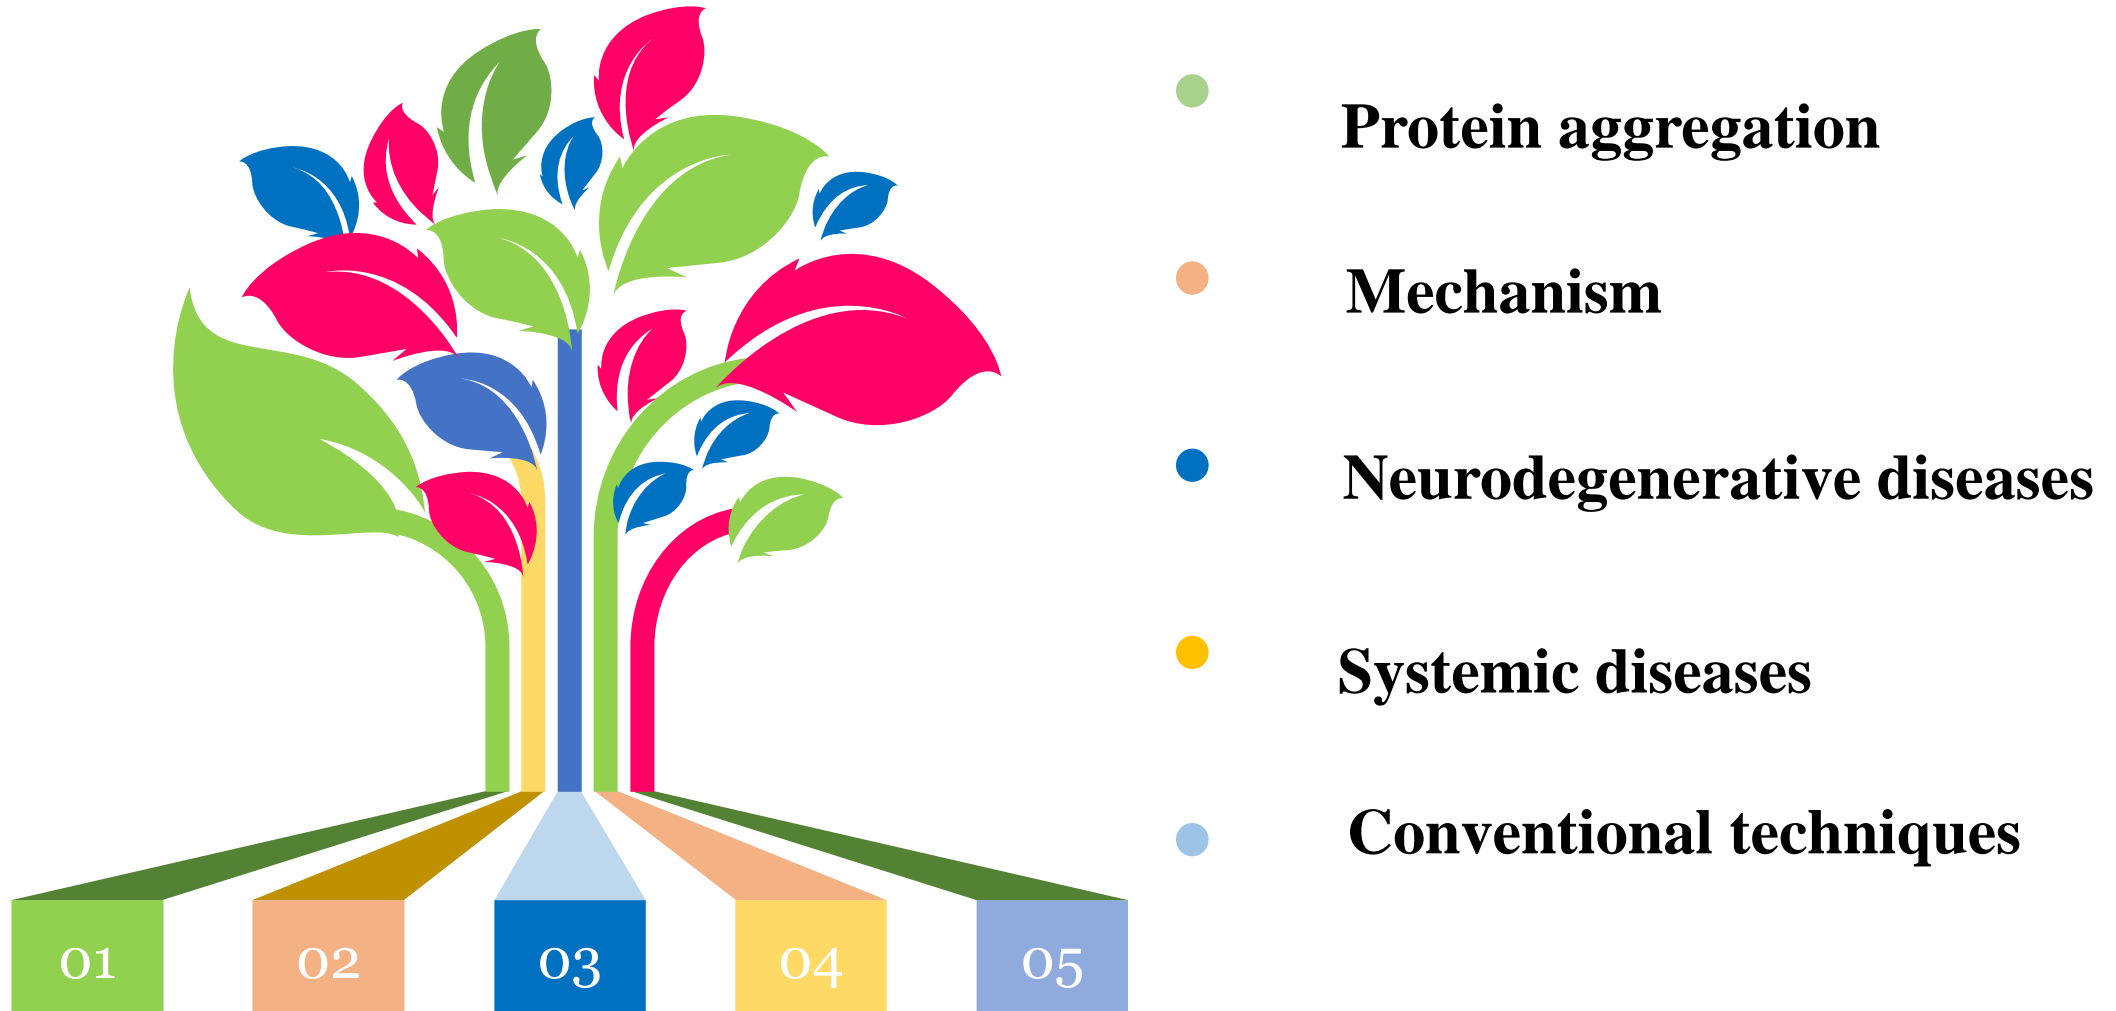 Protein aggregation
Mechanism
Neurodegenerative diseases
Systemic diseases
Conventional techniques
01 02 03 04 05